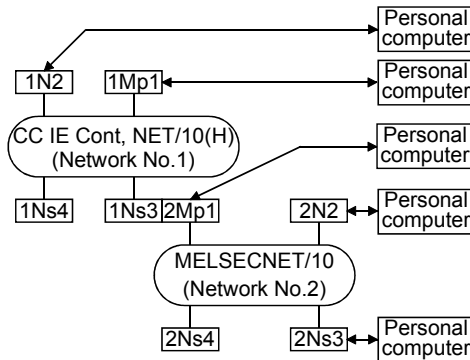 Personal
computer
1N2
1Mp1
Personal
computer
CC IE Cont, NET/10(H)
(Network No.1)
Personal
computer
1Ns4
1Ns3
2Mp1
2N2
Personal
computer
MELSECNET/10
(Network No.2)
2Ns4
2Ns3
Personal
computer